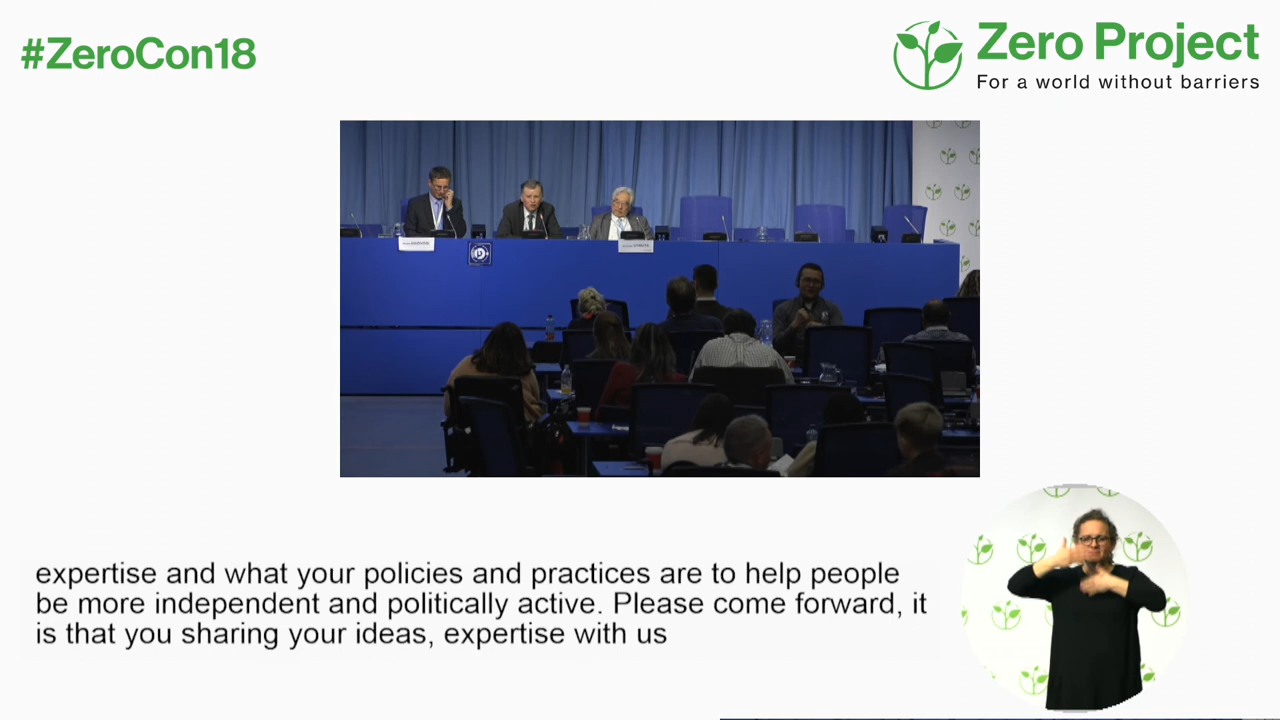 #ZeroCon18
Zero Project
For a world without barriers
expertise and what your policies and practices are to help people
be more independent and politically active. Please come forward, it
is that you sharing your ideas, expertise with us